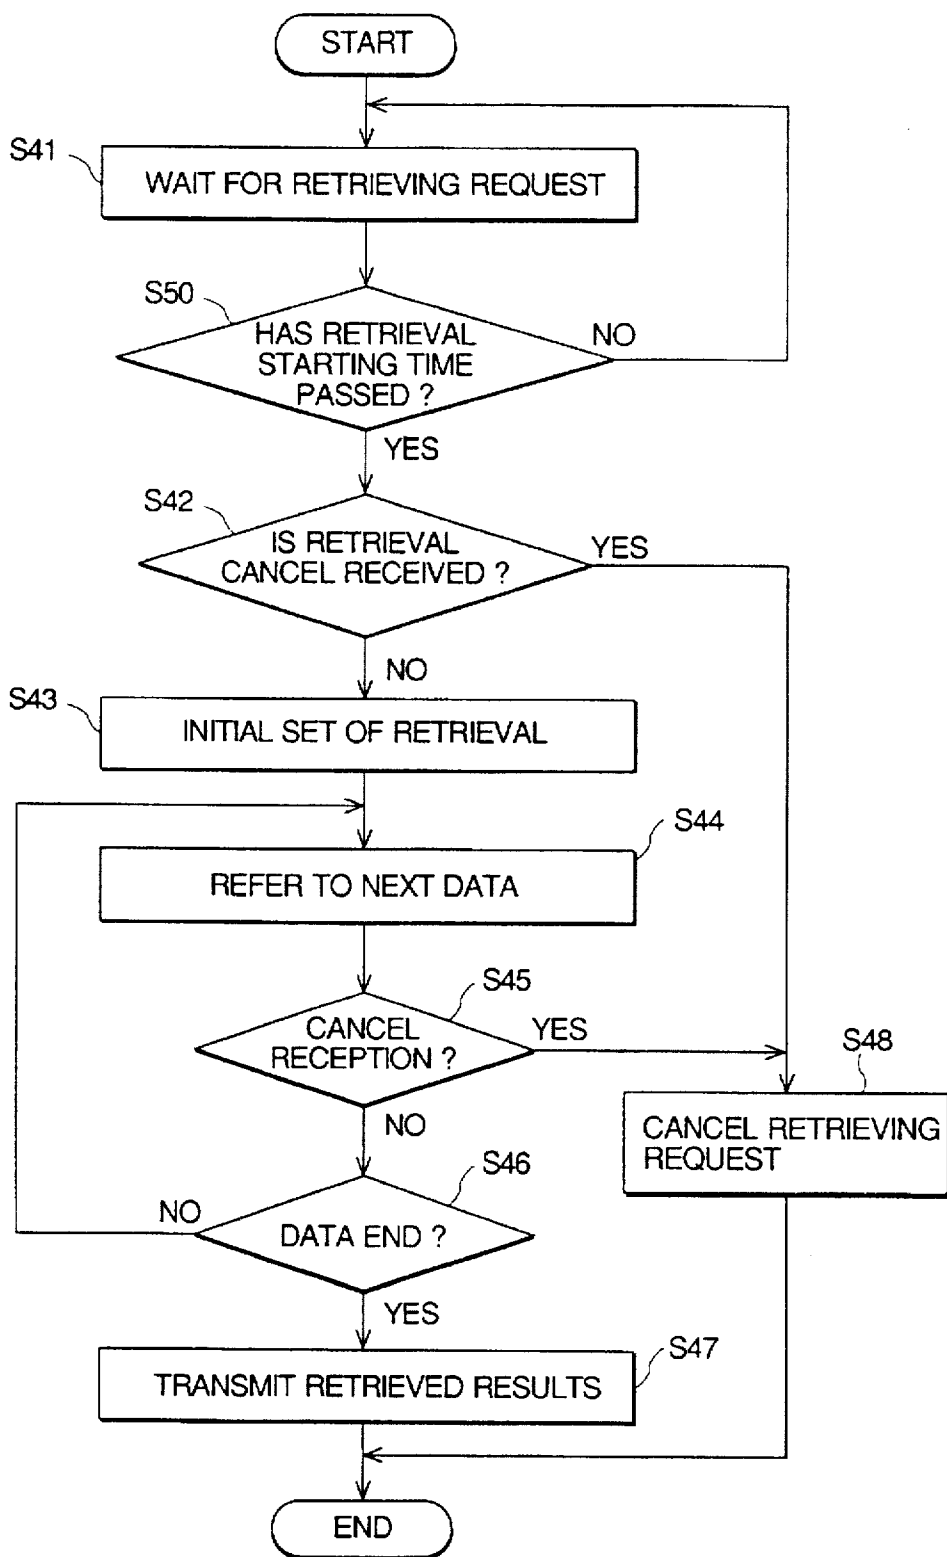 START
S41
WAIT FOR RETRIEVING REQUEST
S50
HAS RETRIEVAL
STARTING TIME
PASSED ?
NO
YES
S42
IS RETRIEVAL
CANCEL RECEIVED ?
YES
NO
S43
INITIAL SET OF RETRIEVAL
S44
REFER TO NEXT DATA
S45
CANCEL
RECEPTION ?
YES
S48
CANCEL RETRIEVING
REQUEST
NO
S46
DATA END ?
NO
YES
S47
TRANSMIT RETRIEVED RESULTS
END